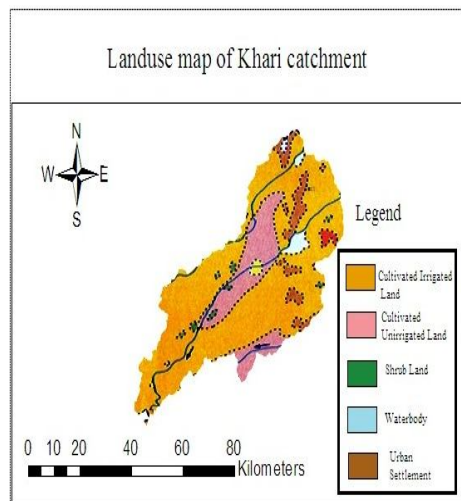 Landuse map of Khari catchment
N
W E
S
Legend
Cultivated Irrigated
Land
Cultivated
Unirrigated Land
Shrub Land
Waterbody
Urban
Settlement
0 10 20 40 60 80
Kilometers